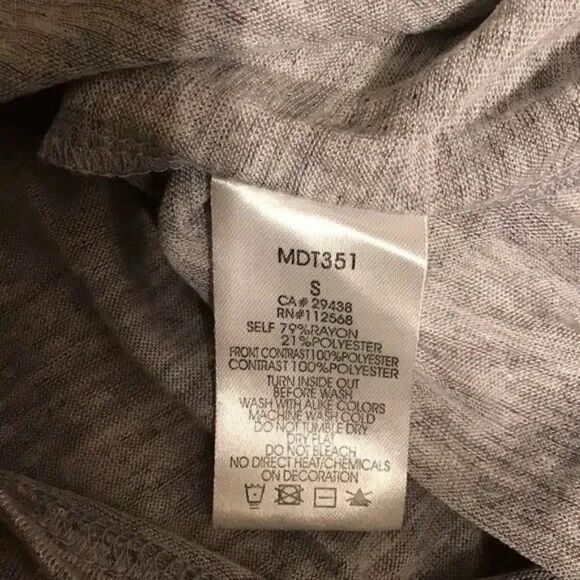 MDT351
S
CA# 29438
RN#112568
SELF 79%RAYON
21%POLYESTER
FRONT CONTRAST100%POLYESTER
CONTRAST 100%POLYESTER
TURN INSIDE OUT
BEFORE WASH
WASH WITH ALIKE COLORS
MACHINE WASH COLD
DO NOT TUMBLE DRY
DRY FLAT
DO NOT BLEACH
NO DIRECT HEAT/CHEMICALS
ON DECORATION